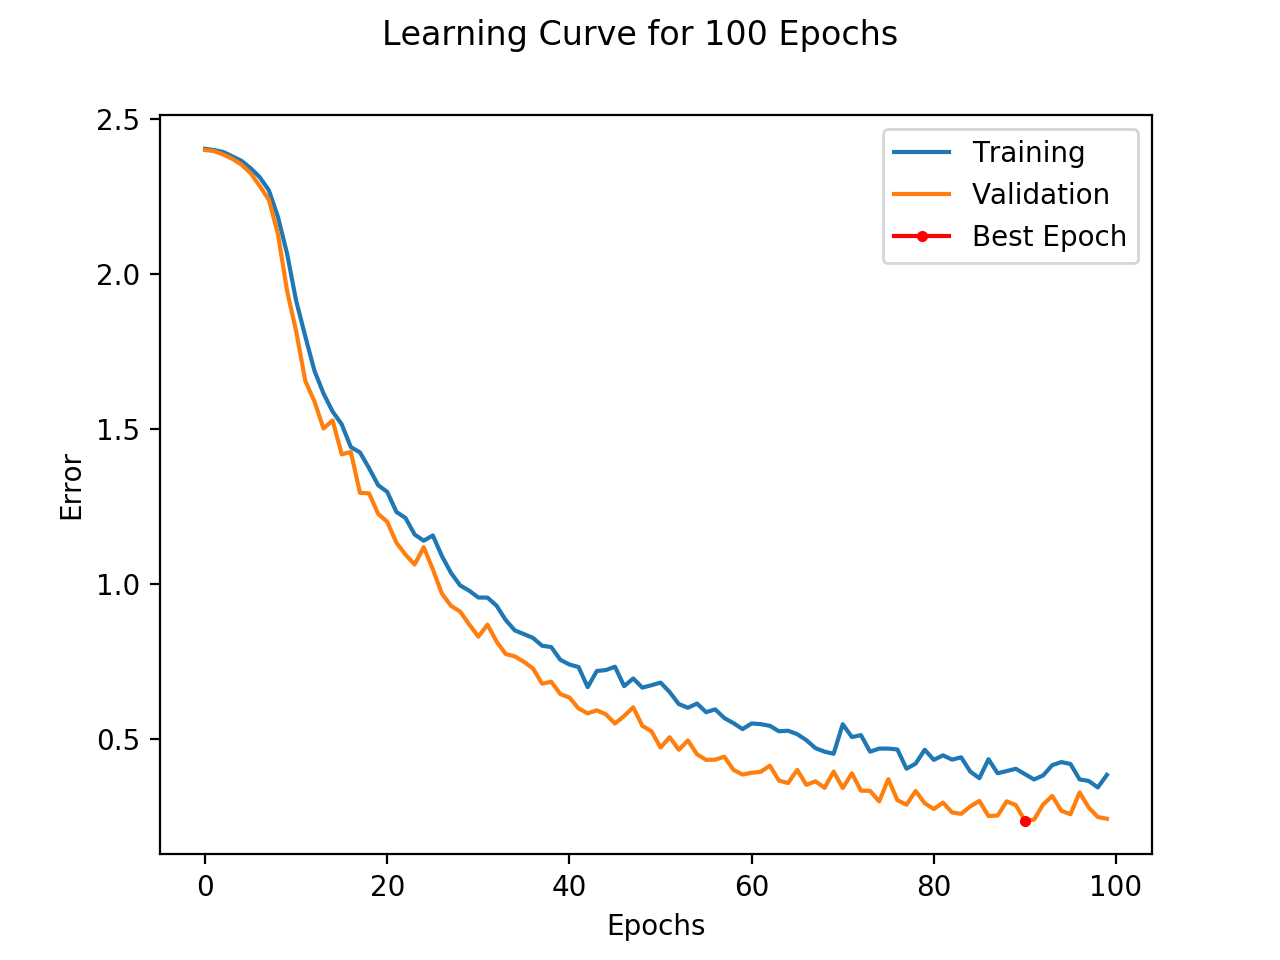 Learning Curve for 100 Epochs
2.5
2.0
1.5
1.0
0.5
Error
Training
Validation
Best Epoch
0 20 40 60 80 100
Epochs